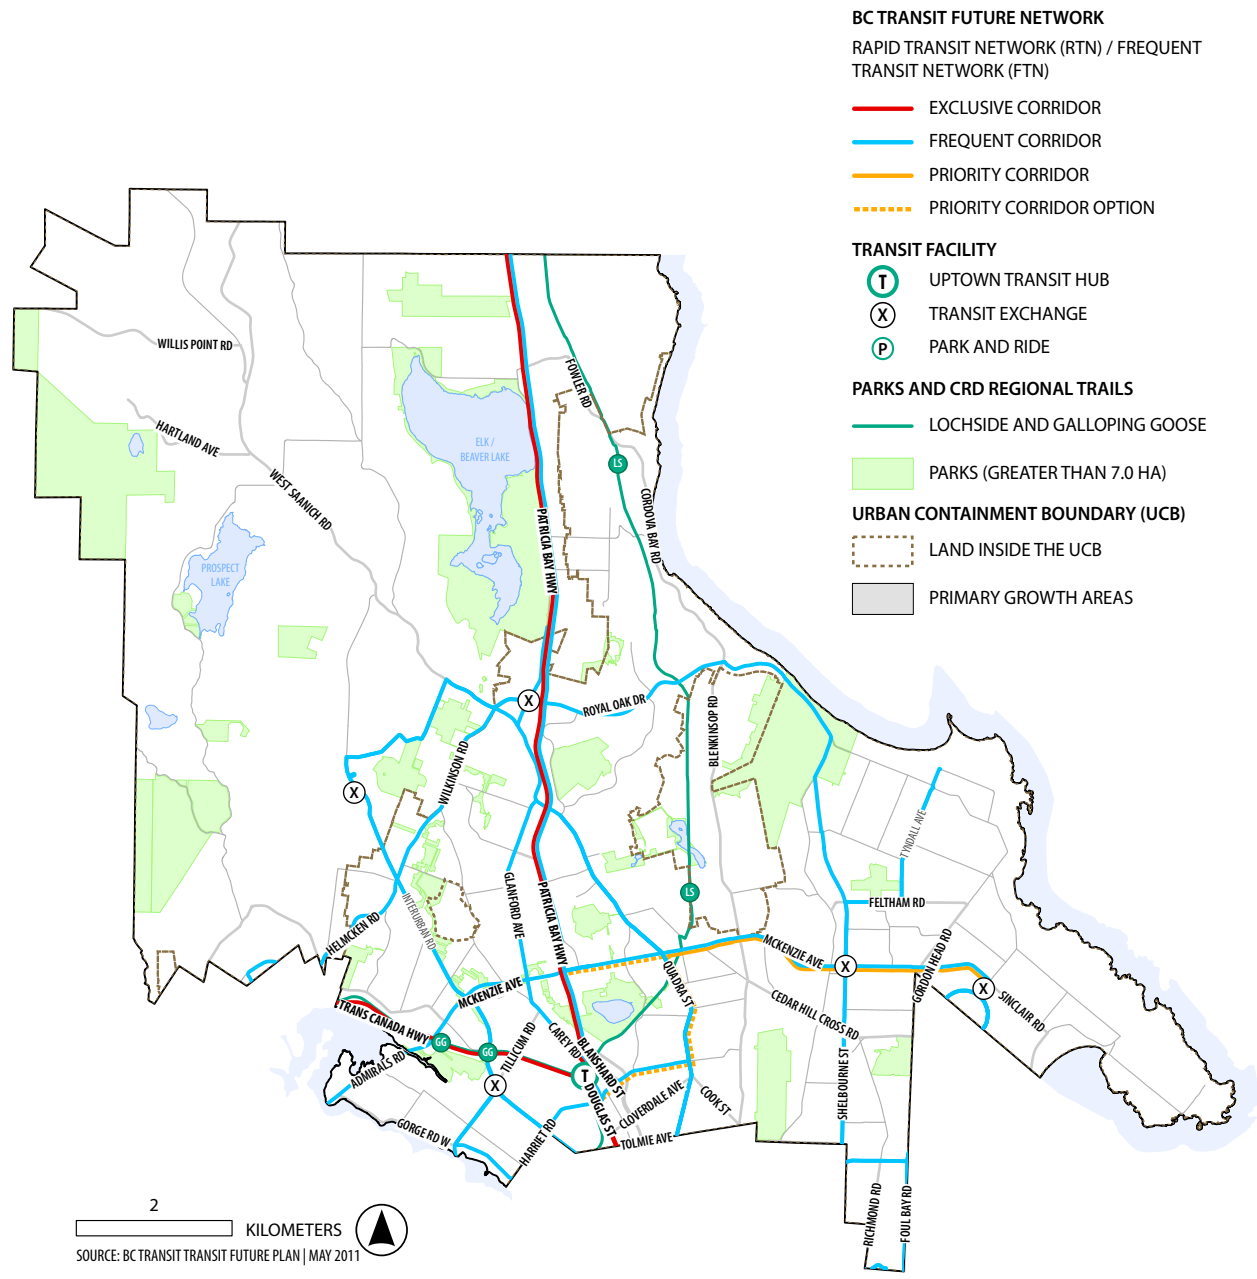 BC TRANSIT FUTURE NETWORK
RAPID TRANSIT NETWORK (RTN) / FREQUENT
TRANSIT NETWORK (FTN)
EXCLUSIVE CORRIDOR
FREQUENT CORRIDOR
PRIORITY CORRIDOR
PRIORITY CORRIDOR OPTION
TRANSIT FACILITY
T UPTOWN TRANSIT HUB
X TRANSIT EXCHANGE
P PARK AND RIDE
PARKS AND CRD REGIONAL TRAILS
LOCHSIDE AND GALLOPING GOOSE
PARKS (GREATER THAN 7.0 HA)
URBAN CONTAINMENT BOUNDARY (UCB)
LAND INSIDE THE UCB
PRIMARY GROWTH AREAS
WILLIS POINT RD
HARTLAND AVE
WEST SAANICH RD
ELK /
BEAVER LAKE
FOWLER RD
LS
CORDOVA BAY RD
PATRICIA BAY HWY
PROSPECT
LAKE
X
ROYAL OAK DR
BLENKINSOP RD
WILKINSON RD
X
TYNDALL AVE
GLANFORD AVE
PATRICIA BAY HWY
LS
INTERURBAN RD
HELMCKEN RD
FELTHAM RD
MCKENZIE AVE
GORDON HEAD RD
X
QUADRA ST
MCKENZIE AVE
X
SINCLAIR RD
CEDAR HILL CROSS RD
TRANS CANADA HWY
GG
GG
TILLICUM RD
CAREY RD
BLANSHARD ST
ADMIRALS RD
X
T
DOUGLAS ST
CLOVERDALE AVE
COOK ST
SHELBOURNE ST
GORGE RD W
HARRIET RD
TOLMIE AVE
RICHMOND RD
FOUL BAY RD
2
KILOMETERS
SOURCE: BC TRANSIT TRANSIT FUTURE PLAN | MAY 2011